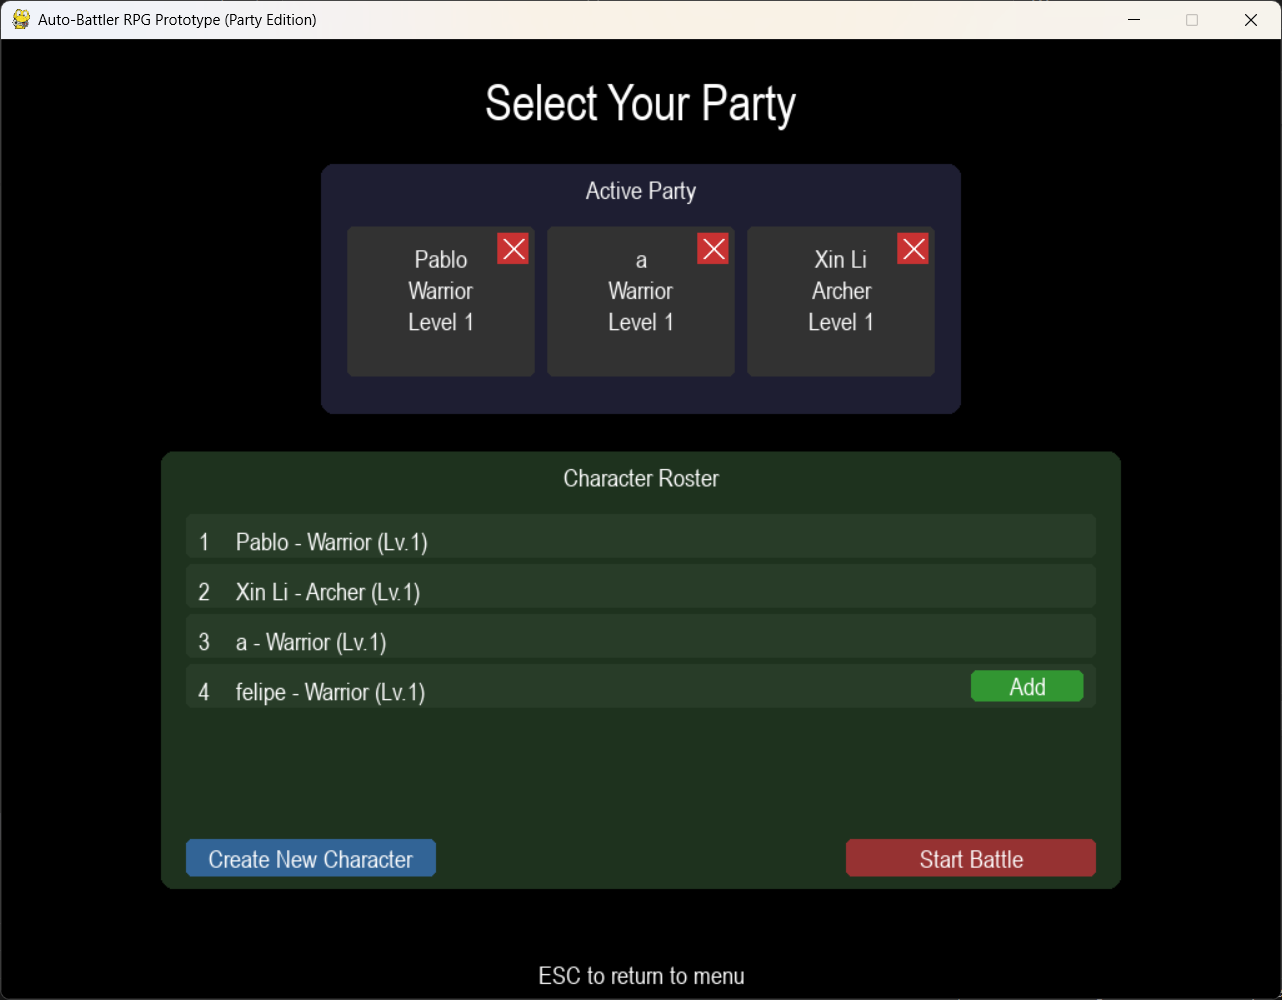 Auto-Battler RPG Prototype (Party Edition)
Select Your Party
Active Party
Pablo
Warrior
Level 1
a
Warrior
Level 1
Xin Li
Archer
Level 1
Character Roster
1 Pablo - Warrior (Lv.1)
2 Xin Li - Archer (Lv.1)
3 a - Warrior (Lv.1)
4 felipe - Warrior (Lv.1)
Add
Create New Character
Start Battle
ESC to return to menu